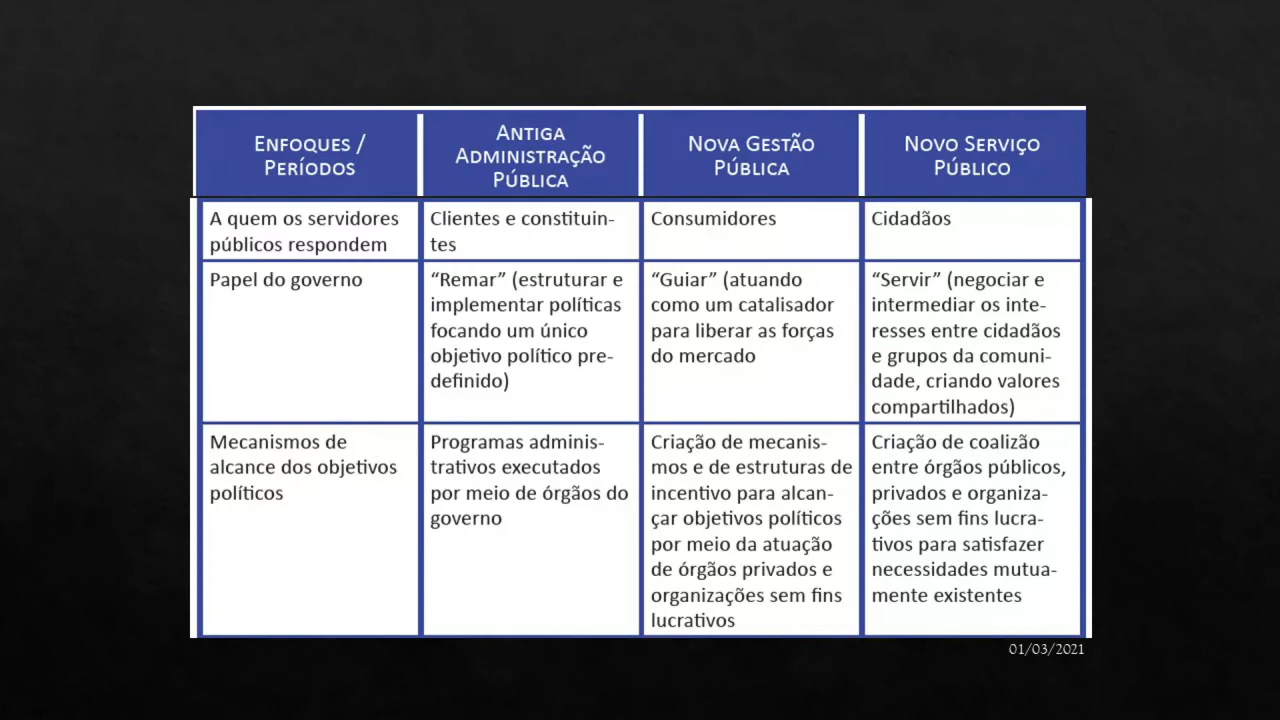 Enfoques /
Períodos
Antiga
Administração
Pública
Nova Gestão
Pública
Novo Serviço
Público
A quem os servidores
públicos respondem
Clientes e constituin-
tes
Consumidores
Cidadãos
Papel do governo
“Remar” (estruturar e
implementar políticas
focando um único
objetivo político pre-
definido)
“Guiar” (atuando
como um catalisador
para liberar as forças
do mercado
“Servir” (negociar e
intermediar os inte-
resses entre cidadãos
e grupos da comuni-
dade, criando valores
compartilhados)
Mecanismos de
alcance dos objetivos
políticos
Programas adminis-
trativos executados
por meio de órgãos do
governo
Criação de mecanis-
mos e de estruturas de
incentivo para alcan-
çar objetivos políticos
por meio da atuação
de órgãos privados e
organizações sem fins
lucrativos
Criação de coalizão
entre órgãos públicos,
privados e organiza-
ções sem fins lucra-
tivos para satisfazer
necessidades mutua-
mente existentes
01/03/2021